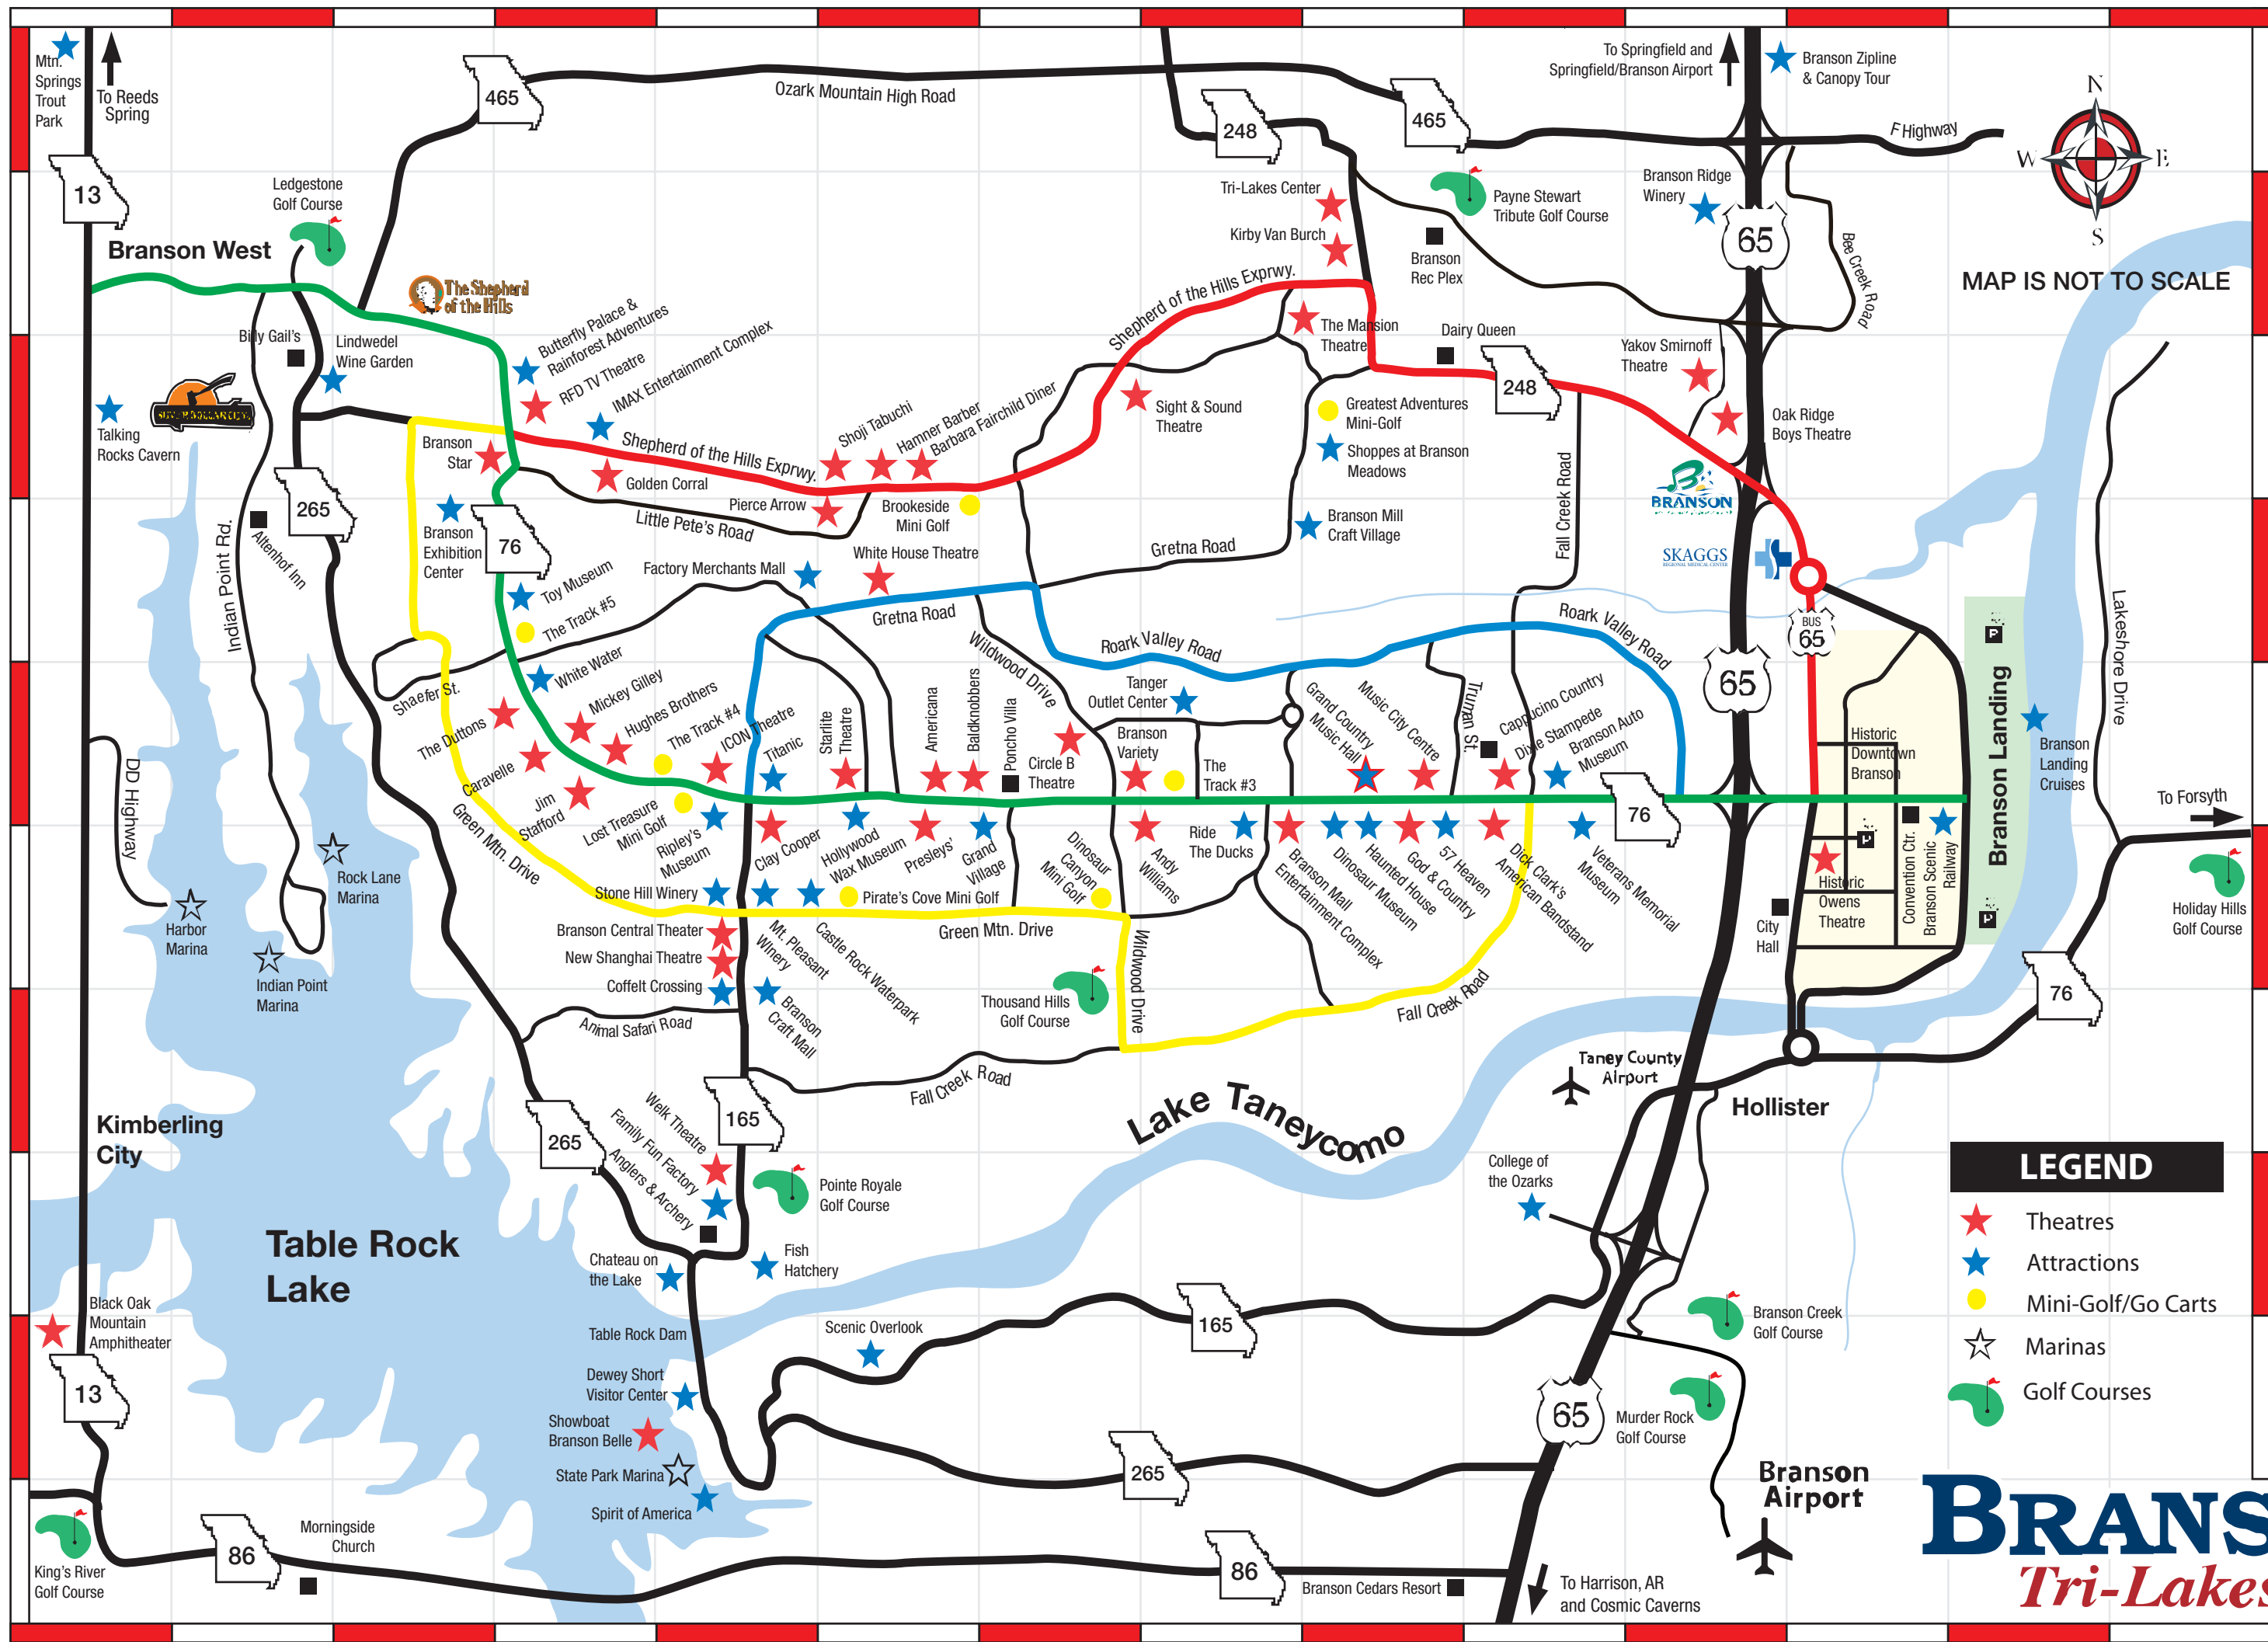 Mtn.
Springs
Trout
Park
To Reeds
Spring
13
465
Ozark Mountain High Road
248
465
To Springfield and
Springfield/Branson Airport
Branson Zipline
& Canopy Tour
F Highway
N
W
E
S
MAP IS NOT TO SCALE
Ledgestone
Golf Course
Branson West
The Shepherd
of the Hills
Tri-Lakes Center
Kirby Van Burch
Payne Stewart
Tribute Golf Course
Branson
Rec Plex
Branson Ridge
Winery
65
Bee Creek Road
Billy Gail's
Lindwedel
Wine Garden
Butterfly Palace &
Rainforest Adventures
RFD TV Theatre
IMAX Entertainment Complex
Shepherd of the Hills Exprwy.
The Mansion
Theatre
Dairy Queen
248
Yakov Smirnoff
Theatre
Oak Ridge
Boys Theatre
Talking
Rocks Cavern
Branson
Star
Shepherd of the Hills Exprwy.
Golden Corral
Shoji Tabuchi
Hamner Barber
Barbara Fairchild Diner
Sight & Sound
Theatre
Greatest Adventures
Mini-Golf
Shoppes at Branson
Meadows
Fall Creek Road
BRANSON
SKAGGS
REGIONAL MEDICAL CENTER
265
Indian Point Rd.
Altenhof Inn
Branson
Exhibition
Center
76
Little Pete's Road
Pierce Arrow
Brookeside
Mini Golf
Branson Mill
Craft Village
Gretna Road
White House Theatre
Factory Merchants Mall
Toy Museum
The Track #5
Gretna Road
Wildwood Drive
Roark Valley Road
Roark Valley Road
BUS
65
65
Lakeshore Drive
Shaefer St.
White Water
Mickey Gilley
Hughes Brothers
The Track #4
ICON Theatre
Titanic
Starlite
Theatre
Americana
Baldknobbers
Poncho Villa
Circle B
Theatre
Tanger
Outlet Center
Branson
Variety
The
Track #3
Grand Country
Music Hall
Music City Centre
Truman St.
Cappucino Country
Dixie Stampede
Branson Auto
Museum
76
Historic
Downtown
Branson
Branson Landing
Branson
Landing
Cruises
P
P
P
To Forsyth
Holiday Hills
Golf Course
The Duttons
Caravelle
Jim
Stafford
Green Mtn. Drive
Lost Treasure
Mini Golf
Ripley's
Museum
Clay Cooper
Hollywood
Wax Museum
Presleys'
Grand
Village
Dinosaur
Canyon
Mini Golf
Andy
Williams
Ride
The Ducks
Branson Mall
Entertainment Complex
Dinosaur Museum
Haunted House
God & Country
57 Heaven
Dick Clark's
American Bandstand
Veterans Memorial
Museum
City
Hall
Historic
Owens
Theatre
Convention Ctr.
Branson Scenic
Railway
DD Highway
Rock Lane
Marina
Harbor
Marina
Indian Point
Marina
Stone Hill Winery
Pirate's Cove Mini Golf
Green Mtn. Drive
Branson Central Theater
New Shanghai Theatre
Coffelt Crossing
Mt. Pleasant
Winery
Castle Rock Waterpark
Branson
Craft Mall
Animal Safari Road
Thousand Hills
Golf Course
Wildwood Drive
Fall Creek Road
Fall Creek Road
76
Lake Taneycomo
Taney County
Airport
Hollister
Kimberling
City
265
165
Welk Theatre
Family Fun Factory
Anglers & Archery
Pointe Royale
Golf Course
College of
the Ozarks
Table Rock
Lake
Chateau on
the Lake
Fish
Hatchery
165
Scenic Overlook
Table Rock Dam
Dewey Short
Visitor Center
Showboat
Branson Belle
State Park Marina
Spirit of America
Black Oak
Mountain
Amphitheater
13
65
Branson Creek
Golf Course
Murder Rock
Golf Course
265
Branson
Airport
King's River
Golf Course
86
Morningside
Church
86
Branson Cedars Resort
To Harrison, AR
and Cosmic Caverns
LEGEND
Theatres
Attractions
Mini-Golf/Go Carts
Marinas
Golf Courses
BRANS
Tri-Lakes